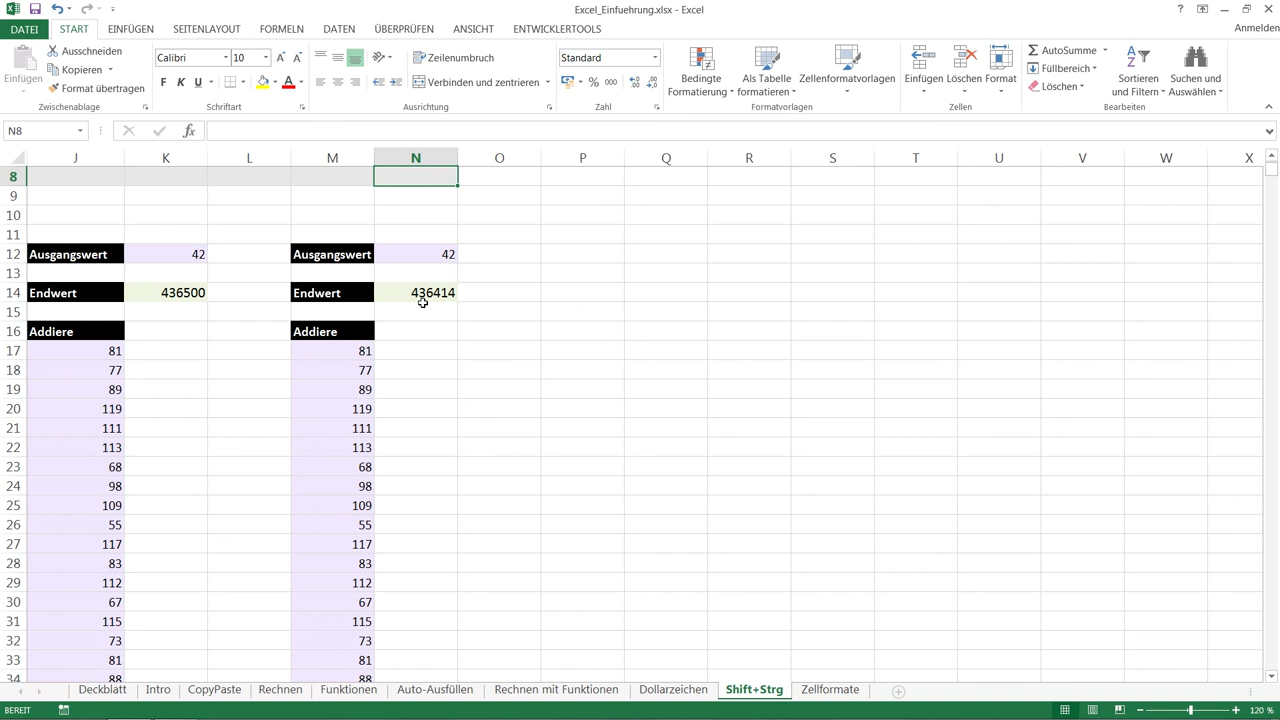 Excel_Einfuehrung.xlsx - Excel
DATEI START EINFÜGEN SEITENLAYOUT FORMELN DATEN ÜBERPRÜFEN ANSICHT ENTWICKLERTOOLS Anmelden
Einfügen
Ausschneiden
Kopieren
Format übertragen
Zwischenablage
Calibri 10
F K U
Schriftart
Zeilenumbruch
Verbinden und zentrieren
Ausrichtung
Standard
% 000
Zahl
Bedingte
Formatierung
Als Tabelle
formatieren
Zellenformatvorlagen
Formatvorlagen
Einfügen Löschen Format
Zellen
AutoSumme
Füllbereich
Löschen
Sortieren
und Filtern
Suchen und
Auswählen
Bearbeiten
N8 fx
J K L M N O P Q R S T U V W X
8
9
10
11
12 Ausgangswert 42 Ausgangswert 42
13
14 Endwert 436500 Endwert 436414
15
16 Addiere Addiere
17 81 81
18 77 77
19 89 89
20 119 119
21 111 111
22 113 113
23 68 68
24 98 98
25 109 109
26 55 55
27 117 117
28 83 83
29 112 112
30 67 67
31 115 115
32 73 73
33 81 81
34 88 88
Deckblatt Intro CopyPaste Rechnen Funktionen Auto-Ausfüllen Rechnen mit Funktionen Dollarzeichen Shift+Strg Zellformate
BEREIT 120 %